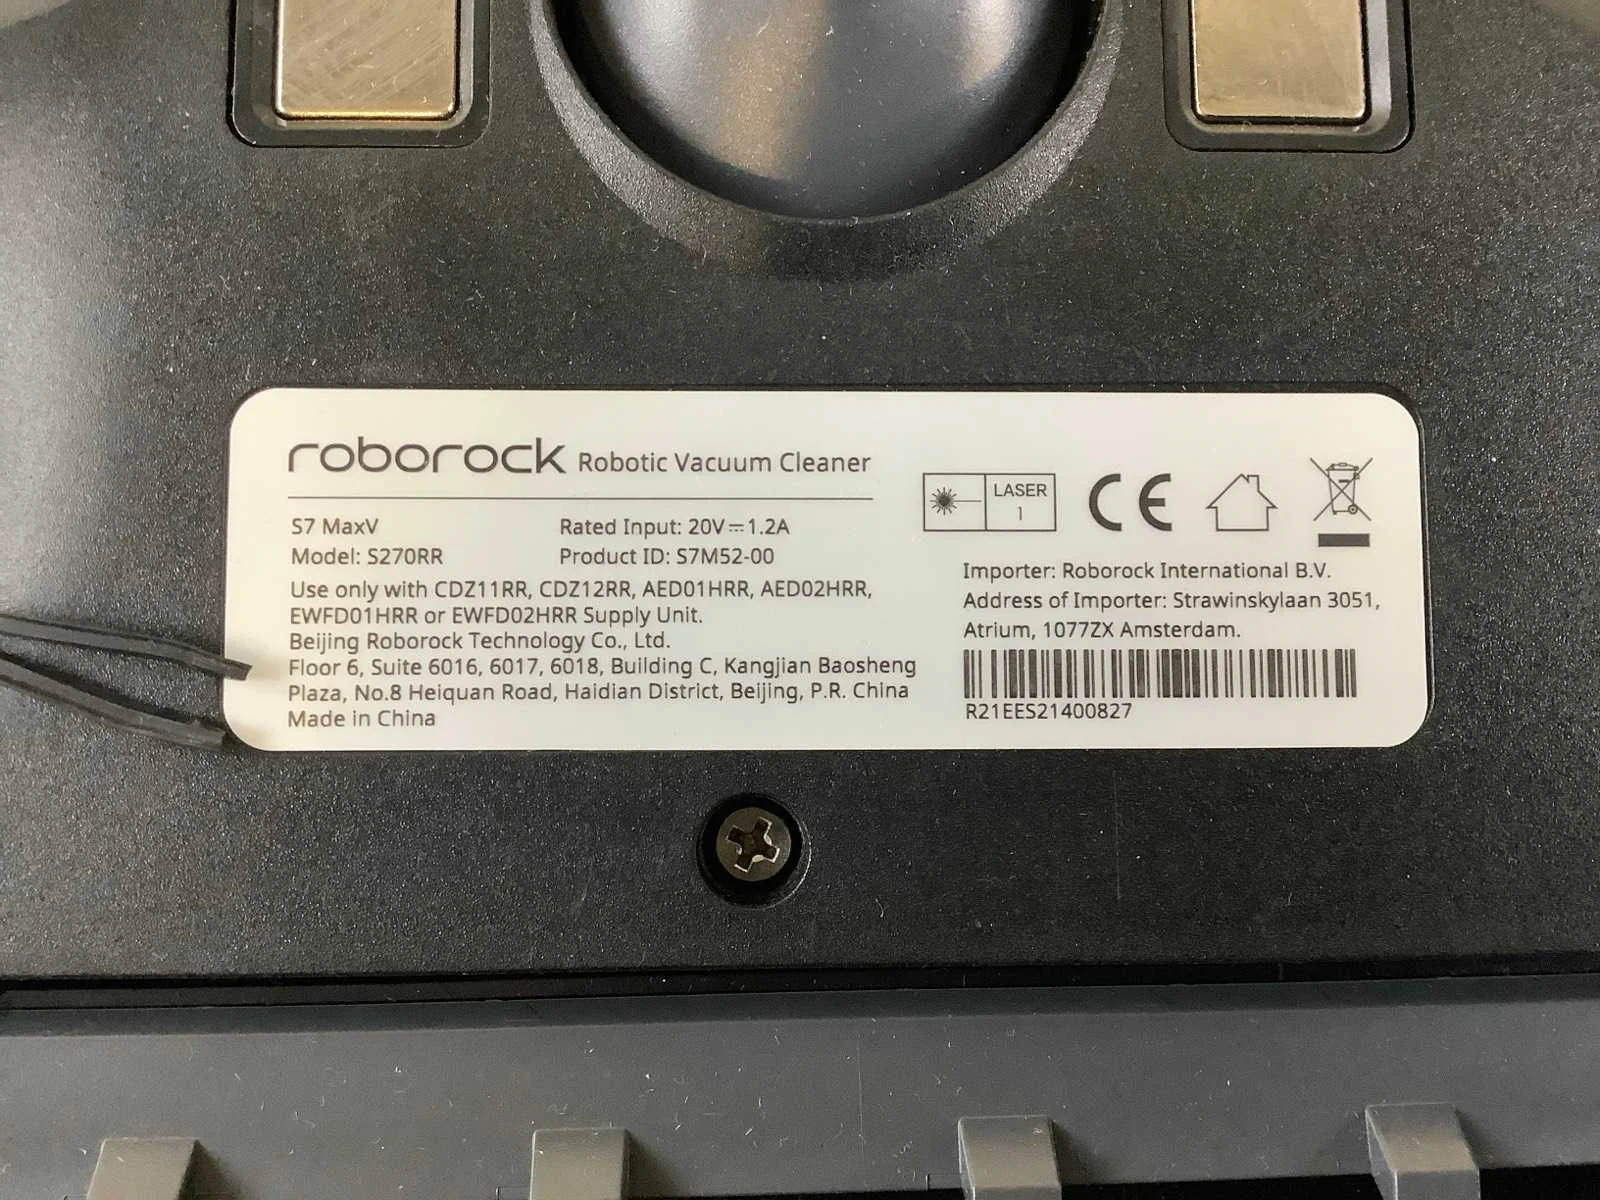 roborock Robotic Vacuum Cleaner
S7 MaxV
Rated Input: 20V⎓1.2A
Model: S270RR
Product ID: S7M52-00
Use only with CDZ11RR, CDZ12RR, AED01HRR, AED02HRR,
EWFD01HRR or EWFD02HRR Supply Unit.
Beijing Roborock Technology Co., Ltd.
Floor 6, Suite 6016, 6017, 6018, Building C, Kangjian Baosheng
Plaza, No.8 Heiquan Road, Haidian District, Beijing, P.R. China
Made in China
LASER
1
CE
Importer: Roborock International B.V.
Address of Importer: Strawinskylaan 3051,
Atrium, 1077ZX Amsterdam.
R21EES21400827